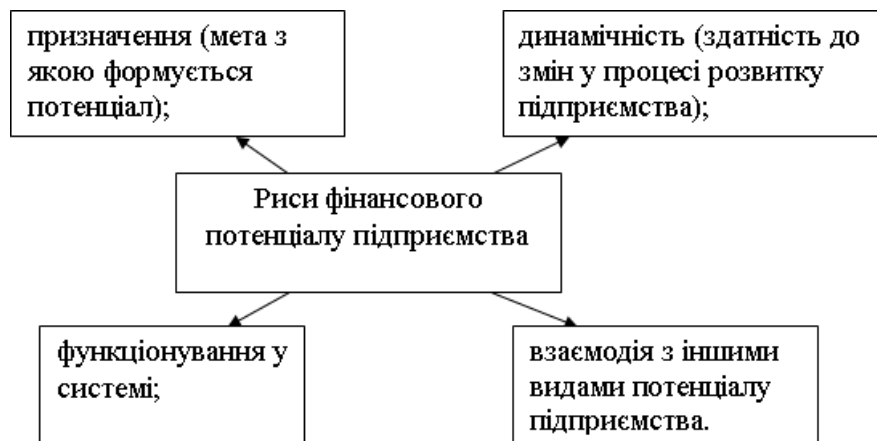 призначення (мета з
якою формується
потенціал);
динамічність (здатність до
змін у процесі розвитку
підприємства);
Риси фінансового
потенціалу підприємства
функціонування у
системі;
взаємодія з іншими
видами потенціалу
підприємства.